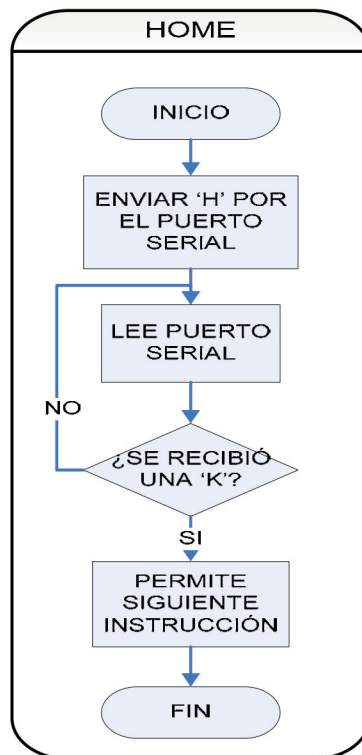 HOME
INICIO
ENVIAR ‘H’ POR
EL PUERTO
SERIAL
LEE PUERTO
SERIAL
NO
¿SE RECIBIÓ
UNA ‘K’?
SI
PERMITE
SIGUIENTE
INSTRUCCIÓN
FIN